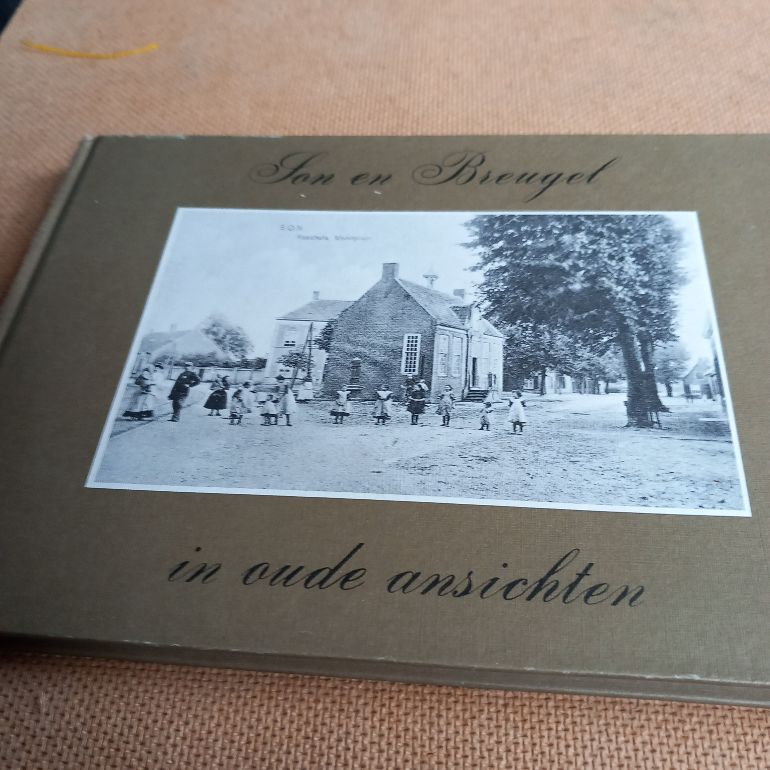 Son en Breugel
SON
in oude ansichten